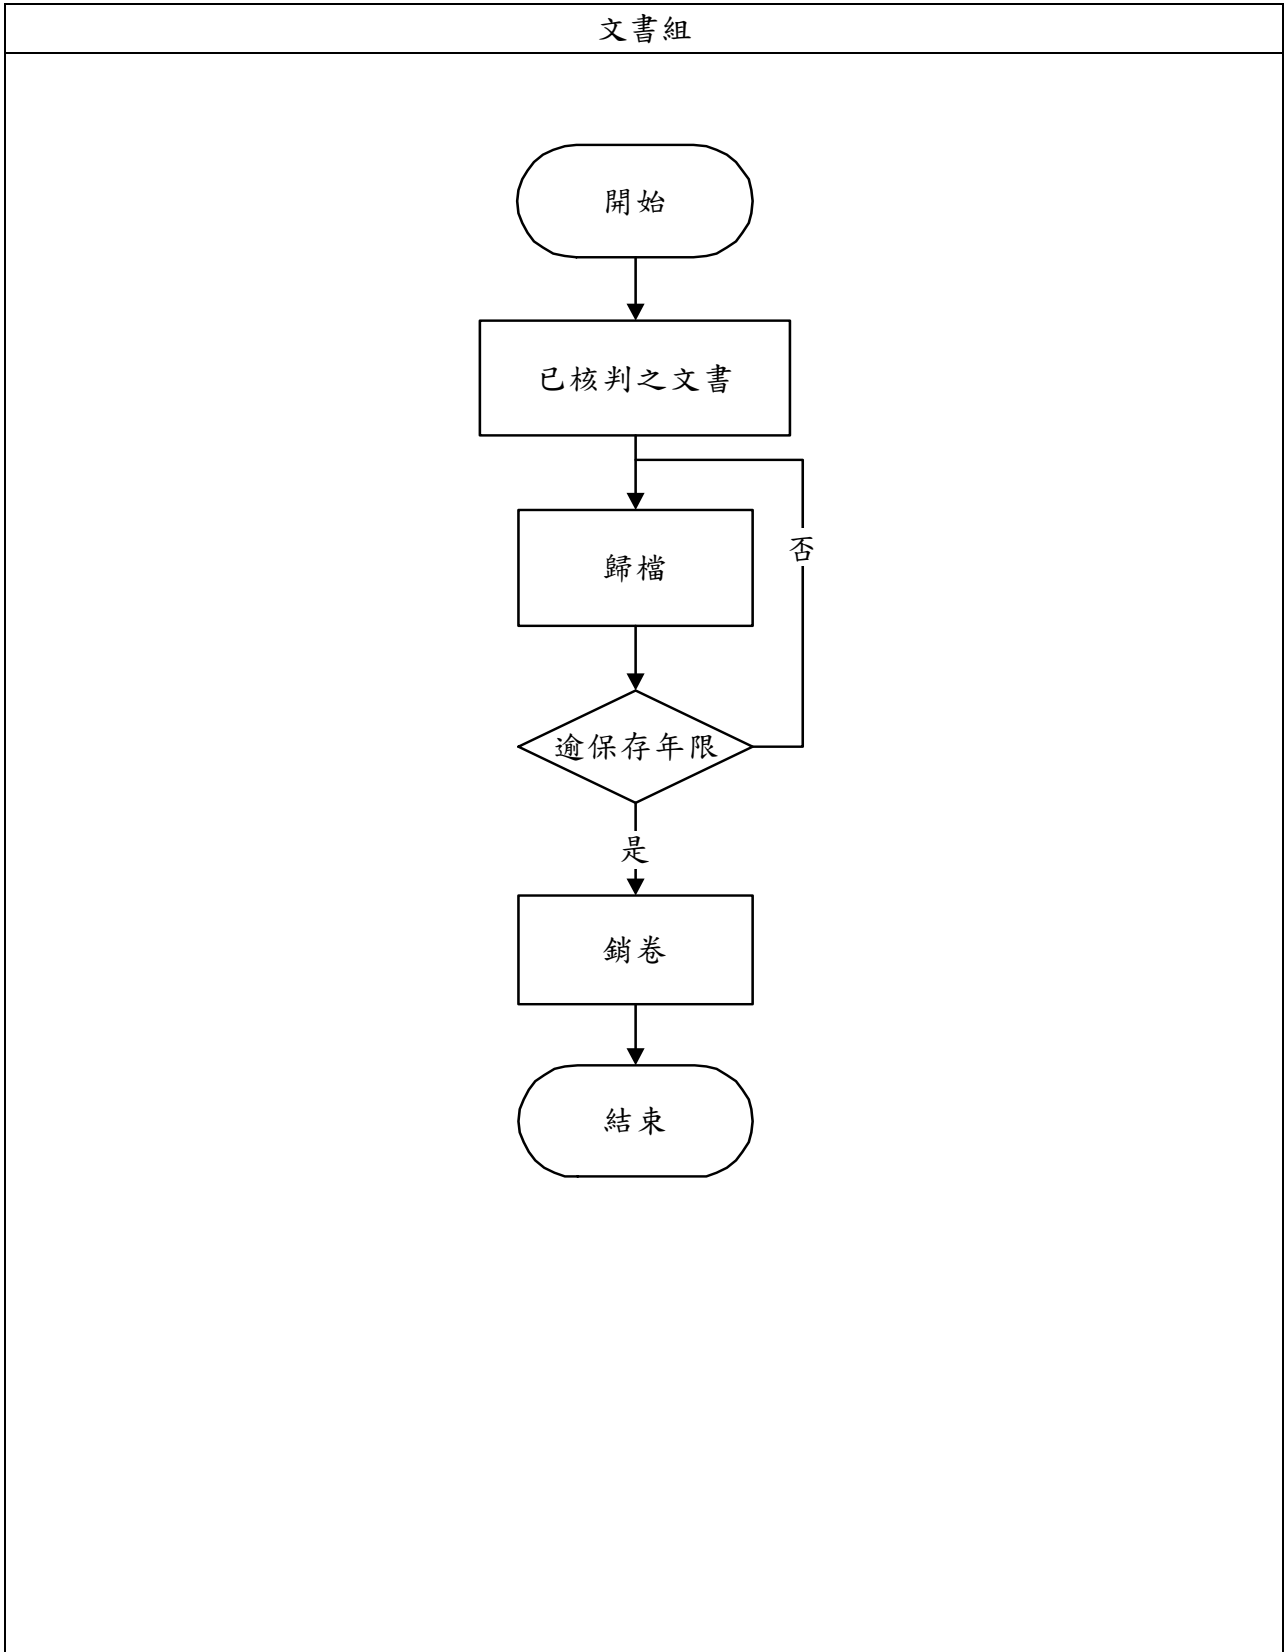 文書組
開始
已核判之文書
歸檔
否
逾保存年限
是
銷卷
結束